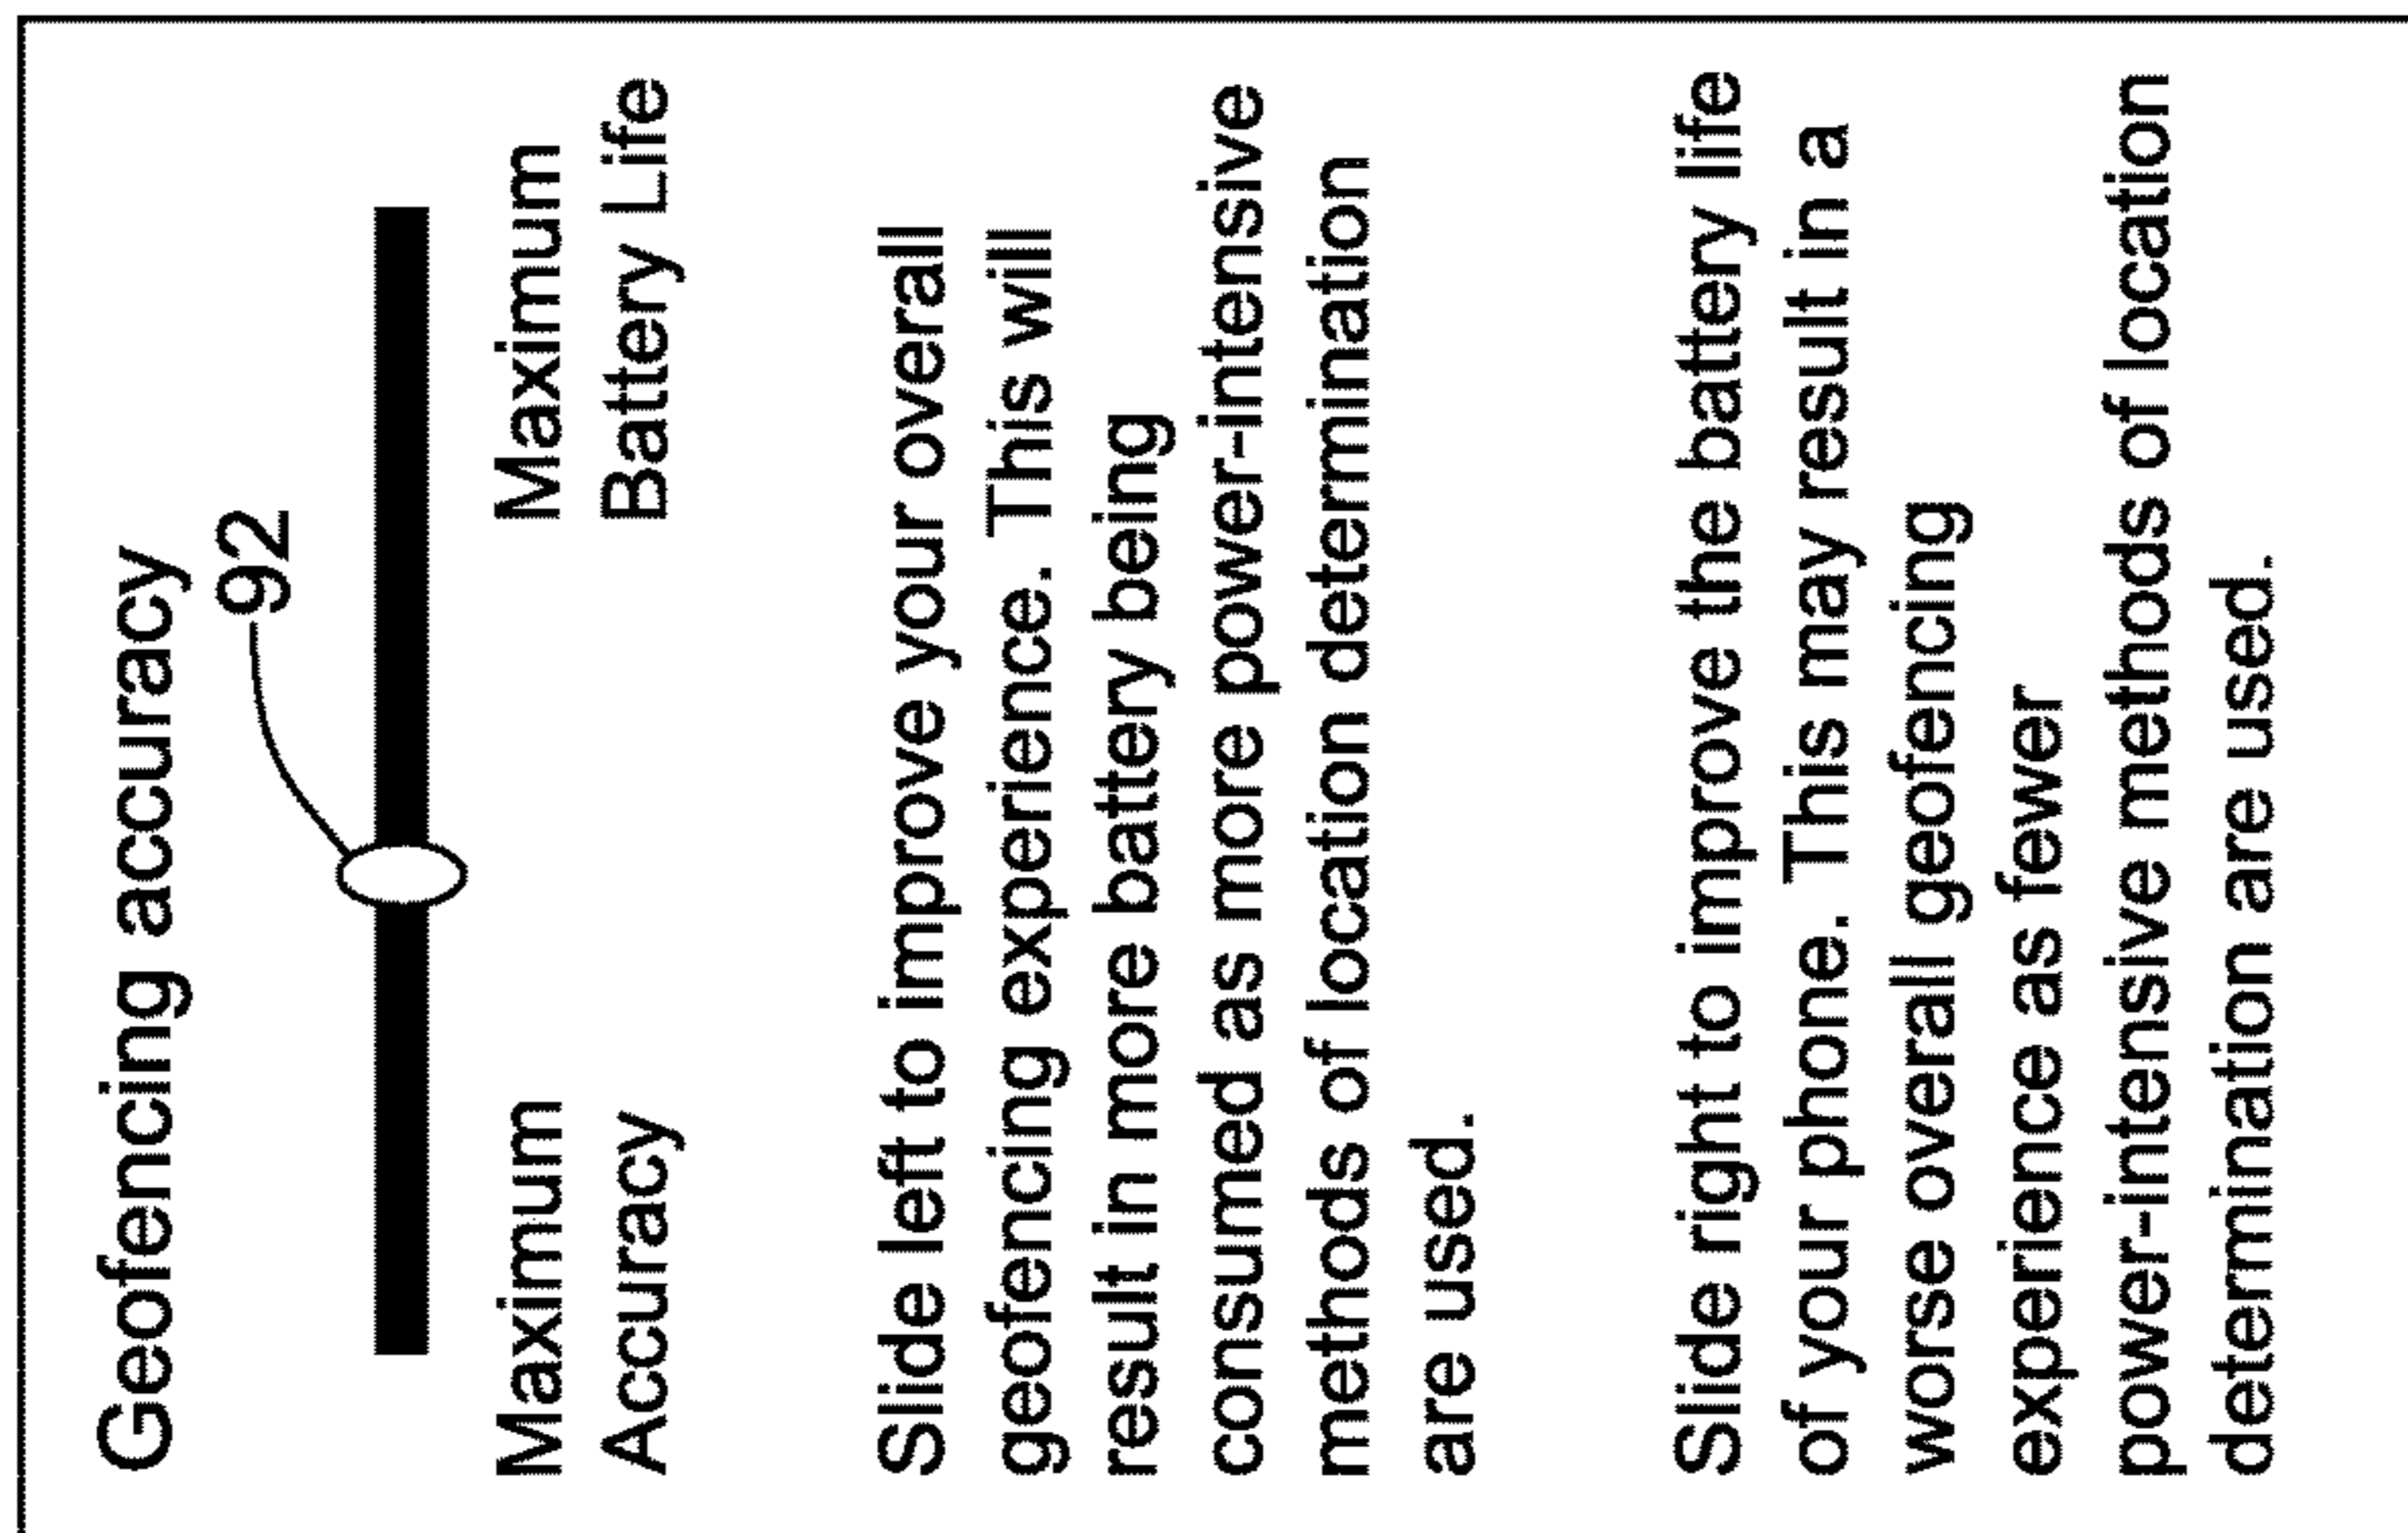 Geofencing accuracy
92
Maximum
Accuracy
Maximum
Battery Life
Slide left to improve your overall
geofencing experience. This will
result in more battery being
consumed as more power-intensive
methods of location determination
are used.
Slide right to improve the battery life
of your phone. This may result in a
worse overall geofencing
experience as fewer
power-intensive methods of location
determination are used.